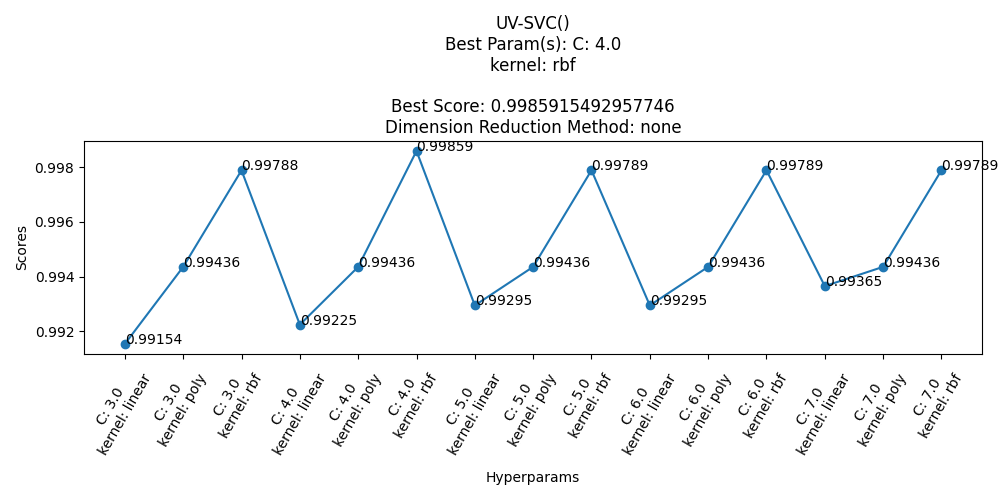 UV-SVC()
Best Param(s): C: 4.0
kernel: rbf
Best Score: 0.9985915492957746
Dimension Reduction Method: none
Scores
0.998
0.996
0.994
0.992
0.99154
0.99436
0.99788
0.99225
0.99436
0.99859
0.99295
0.99436
0.99789
0.99295
0.99436
0.99789
0.99365
0.99436
0.99789
C: 3.0
kernel: linear
C: 3.0
kernel: poly
C: 3.0
kernel: rbf
C: 4.0
kernel: linear
C: 4.0
kernel: poly
C: 4.0
kernel: rbf
C: 5.0
kernel: linear
C: 5.0
kernel: poly
C: 5.0
kernel: rbf
C: 6.0
kernel: linear
C: 6.0
kernel: poly
C: 6.0
kernel: rbf
C: 7.0
kernel: linear
C: 7.0
kernel: poly
C: 7.0
kernel: rbf
Hyperparams